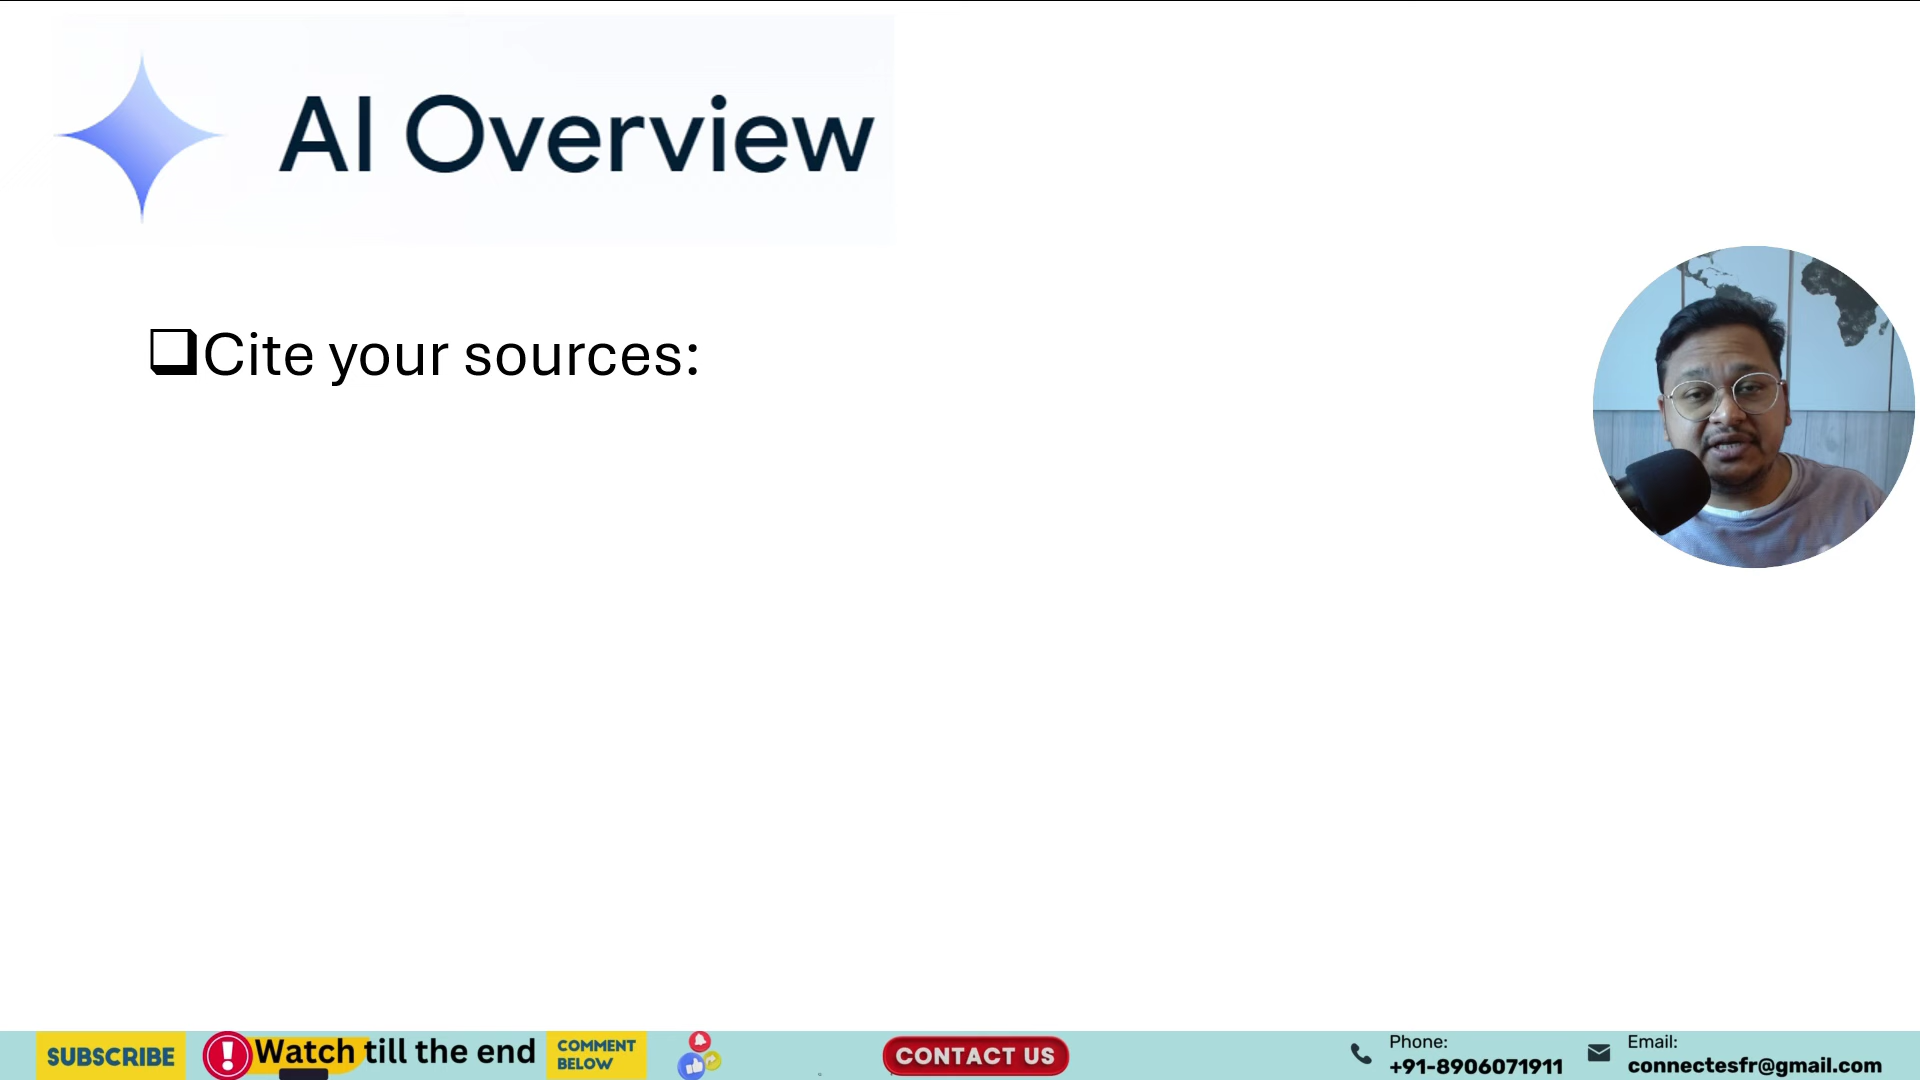 AI Overview
Cite your sources:
SUBSCRIBE
Watch till the end
COMMENT
BELOW
CONTACT US
Phone:
+91-8906071911
Email:
connectesfr@gmail.com